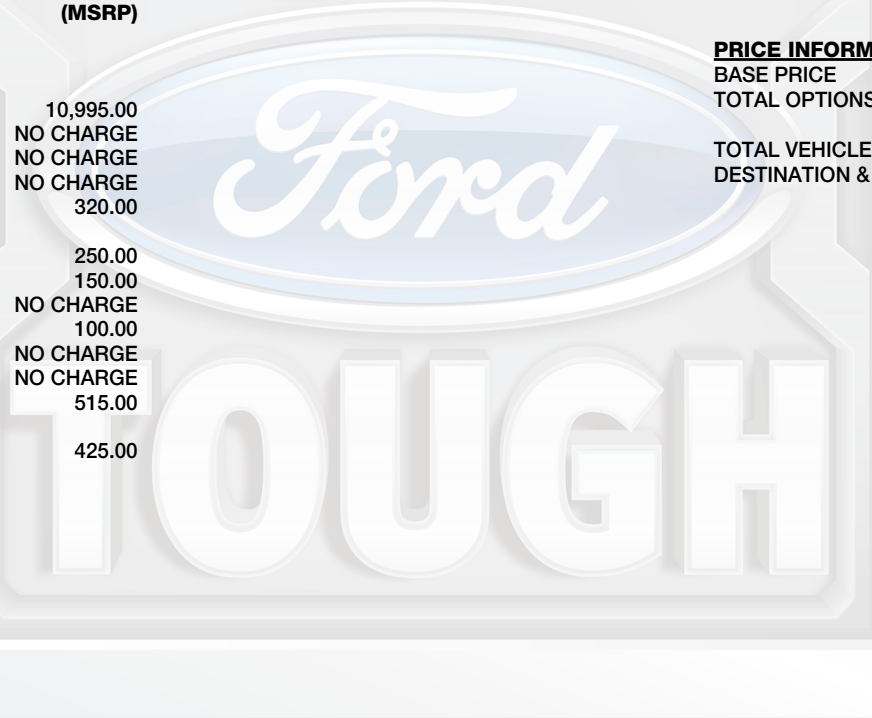 (MSRP)
10,995.00
NO CHARGE
NO CHARGE
NO CHARGE
320.00
250.00
150.00
NO CHARGE
100.00
NO CHARGE
NO CHARGE
515.00
425.00
PRICE INFORM
BASE PRICE
TOTAL OPTIONS
TOTAL VEHICLE
DESTINATION &
Ford
TOUGH